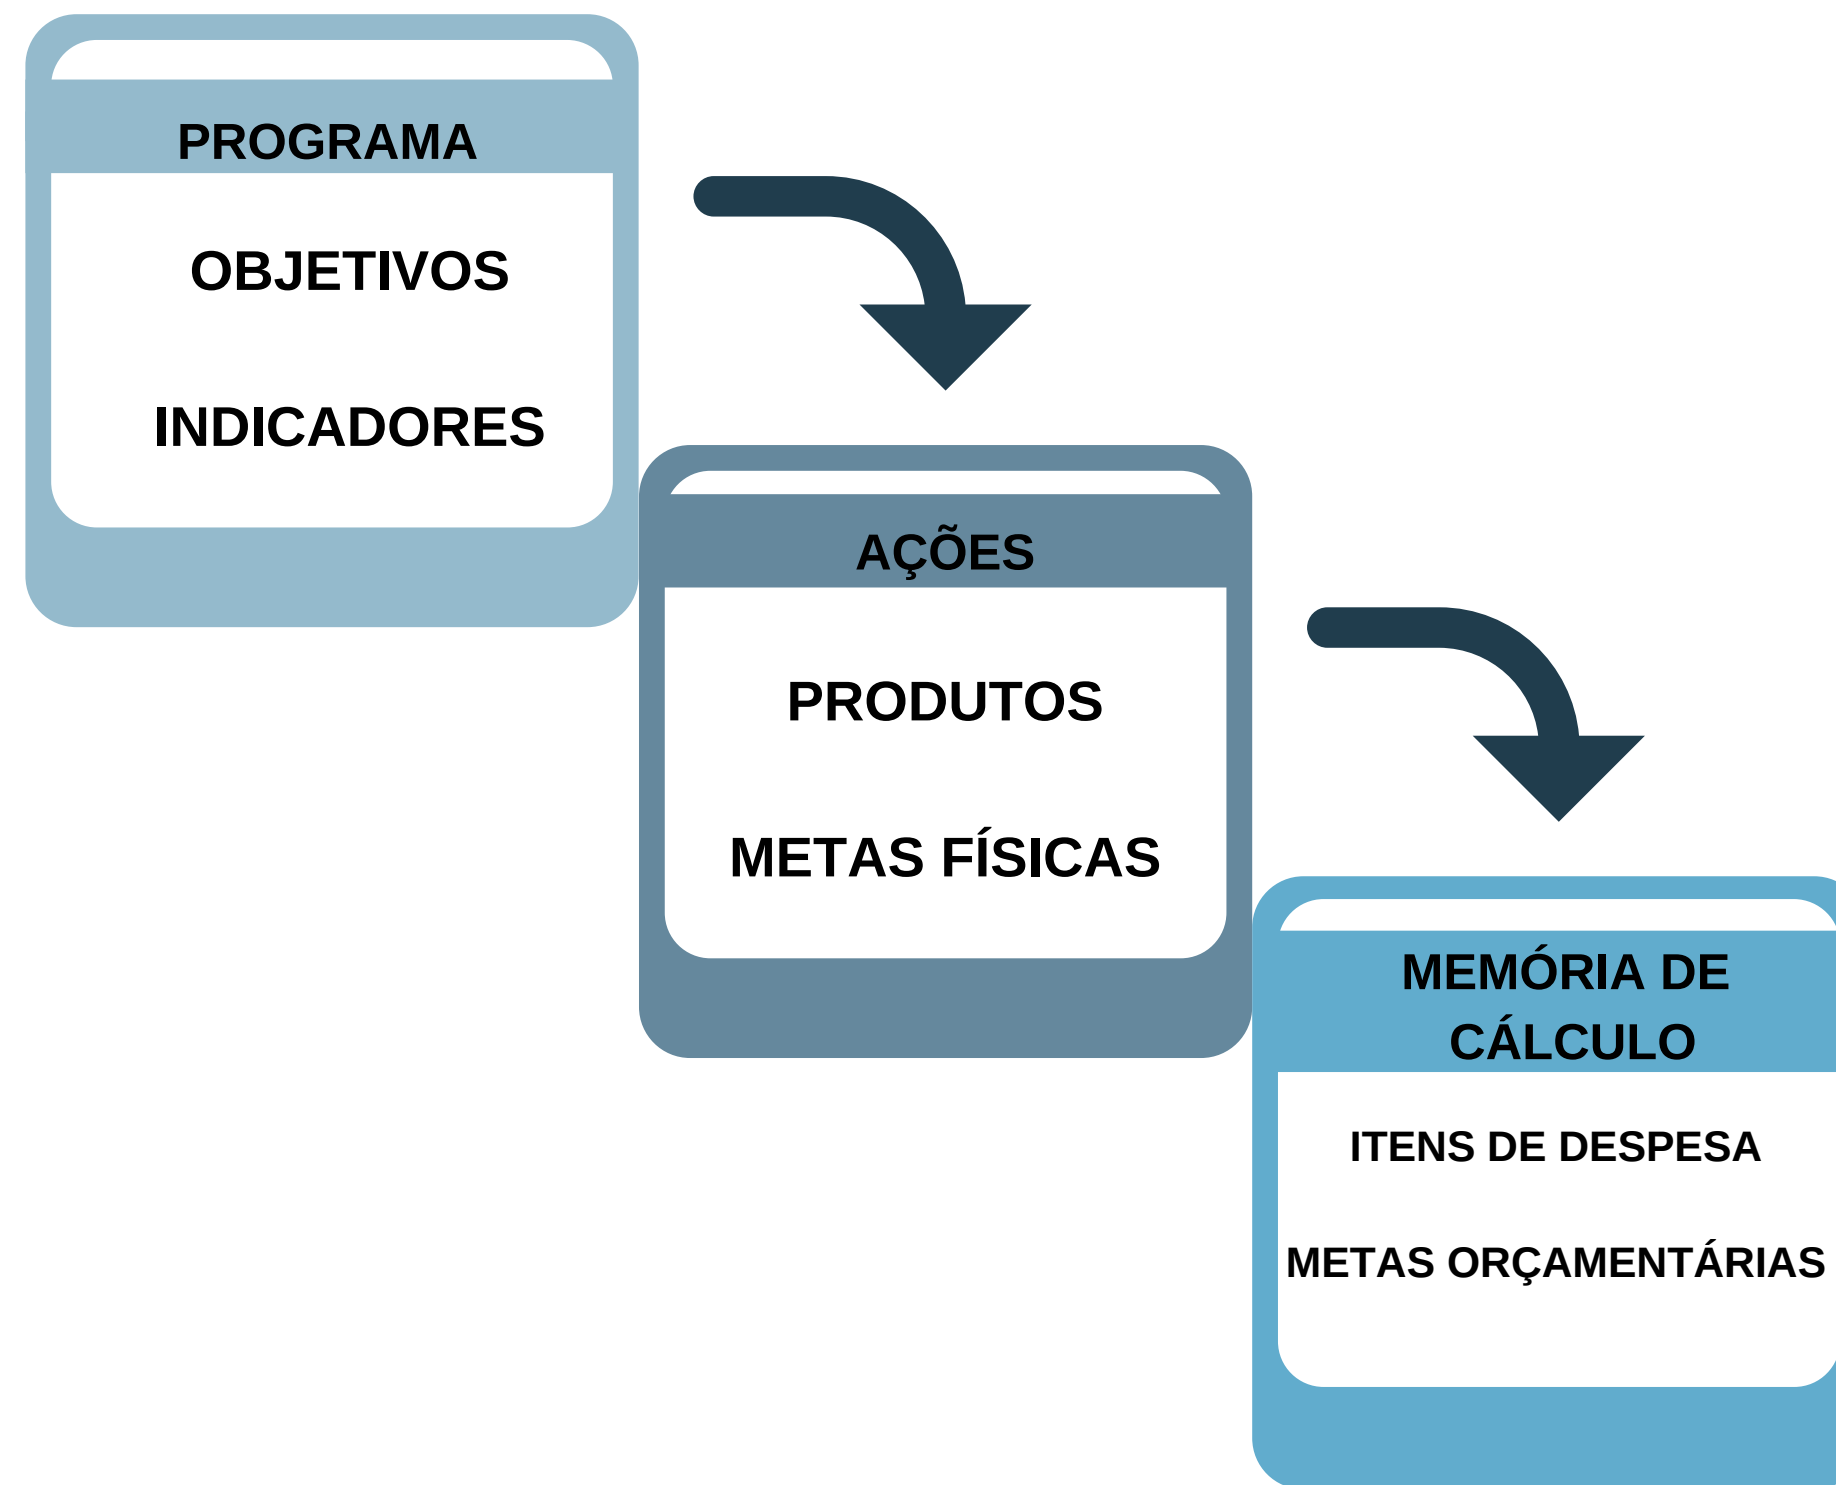 PROGRAMA
OBJETIVOS
INDICADORES
AÇÕES
PRODUTOS
METAS FÍSICAS
MEMÓRIA DE
CÁLCULO
ITENS DE DESPESA
METAS ORÇAMENTÁRIAS